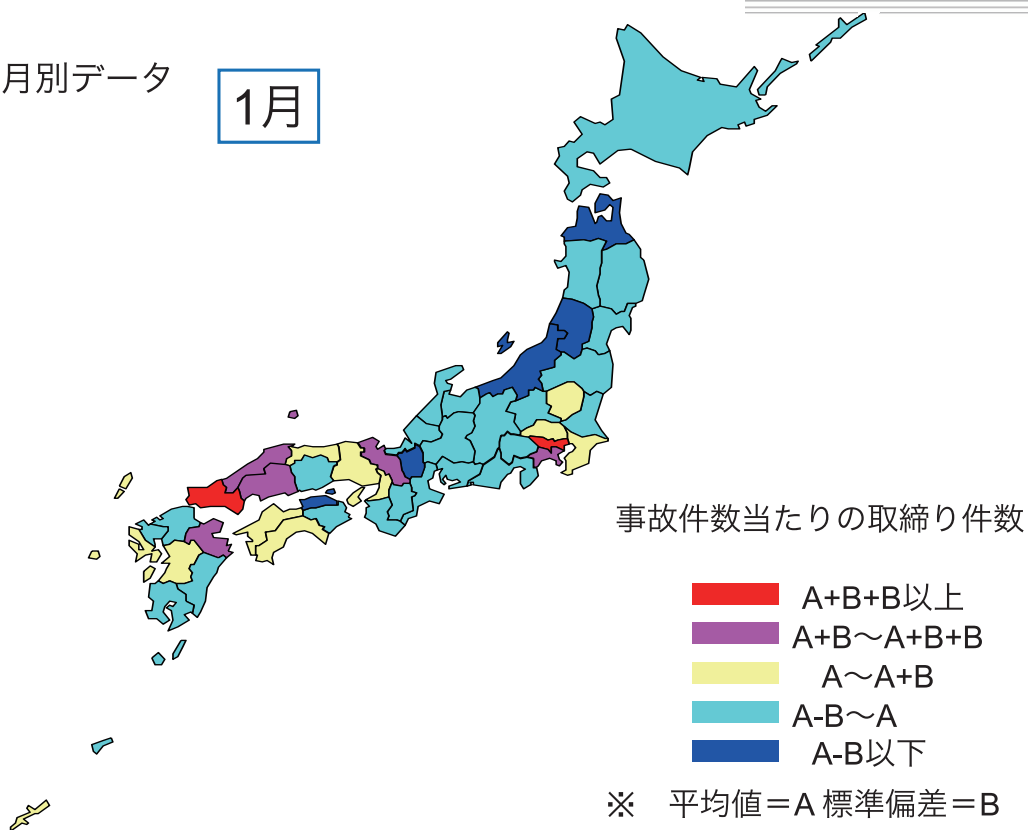 月別データ
1月
事故件数当たりの取締り件数
A+B+B以上
A+B～A+B+B
A～A+B
A-B～A
A-B以下
※ 平均値＝A 標準偏差＝B